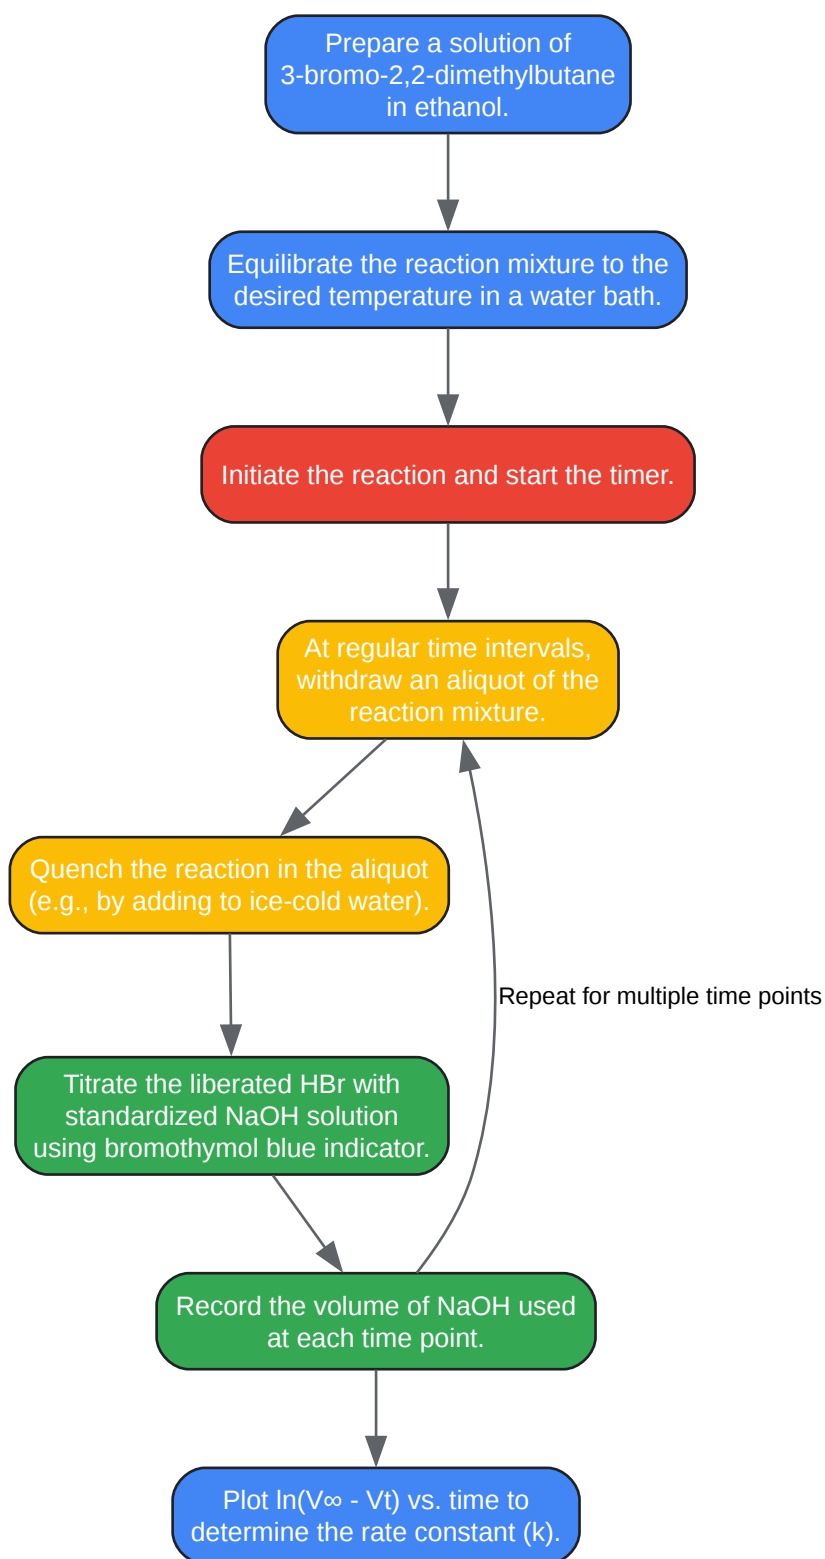 Prepare a solution of
3-bromo-2,2-dimethylbutane
in ethanol.
Equilibrate the reaction mixture to the
desired temperature in a water bath.
Initiate the reaction and start the timer.
At regular time intervals,
withdraw an aliquot of the
reaction mixture.
Quench the reaction in the aliquot
(e.g., by adding to ice-cold water).
Repeat for multiple time points
Titrate the liberated HBr with
standardized NaOH solution
using bromothymol blue indicator.
Record the volume of NaOH used
at each time point.
Plot ln(V∞ - Vt) vs. time to
determine the rate constant (k).